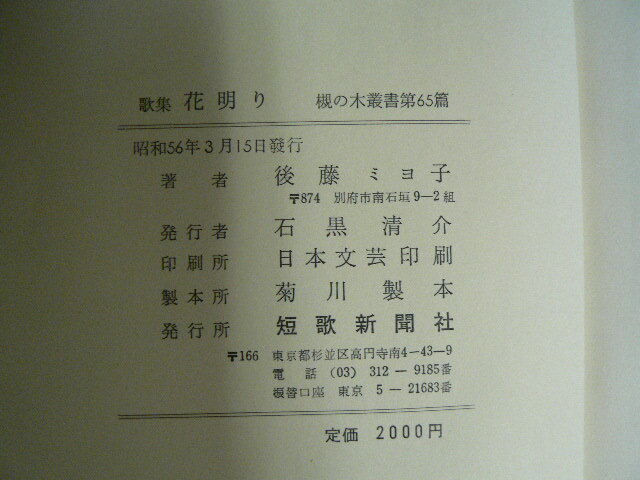 歌集 花明り 槻の木叢書第65篇
昭和56年3月15日發行
著者 後藤ミヨ子
〒874 別府市南石垣9—2組
発行者 石黒清介
印刷所 日本文芸印刷
製本所 菊川製本
発行所 短歌新聞社
〒166 東京都杉並区高円寺南4—43—9
電話 (03) 312—9185番
振替口座 東京 5—21683番
定価 2000円